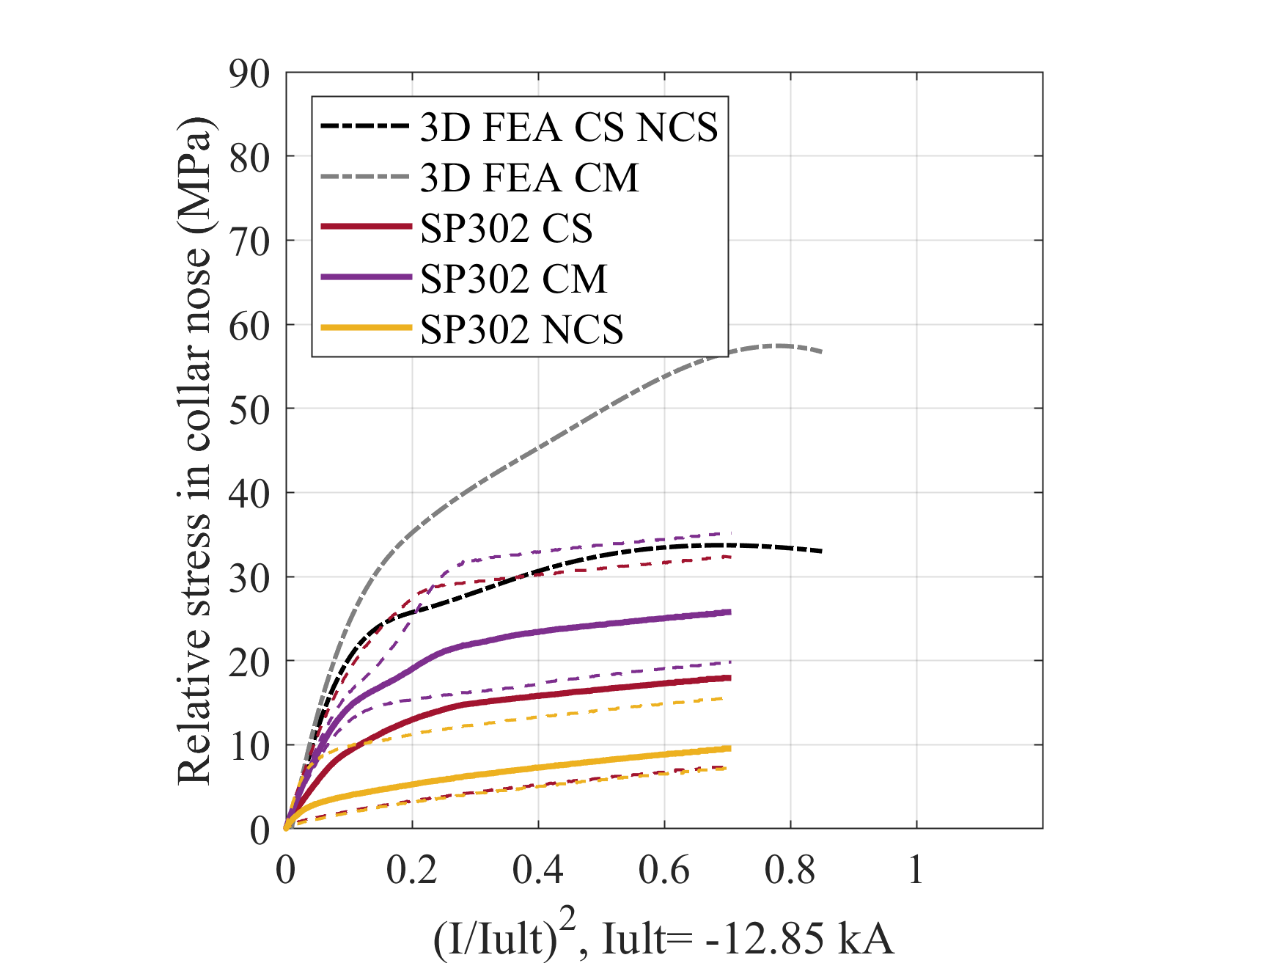 90
80
70
60
50
40
30
20
10
0
Relative stress in collar nose (MPa)
3D FEA CS NCS
3D FEA CM
SP302 CS
SP302 CM
SP302 NCS
0 0.2 0.4 0.6 0.8 1
(I/Iult)², Iult= -12.85 kA